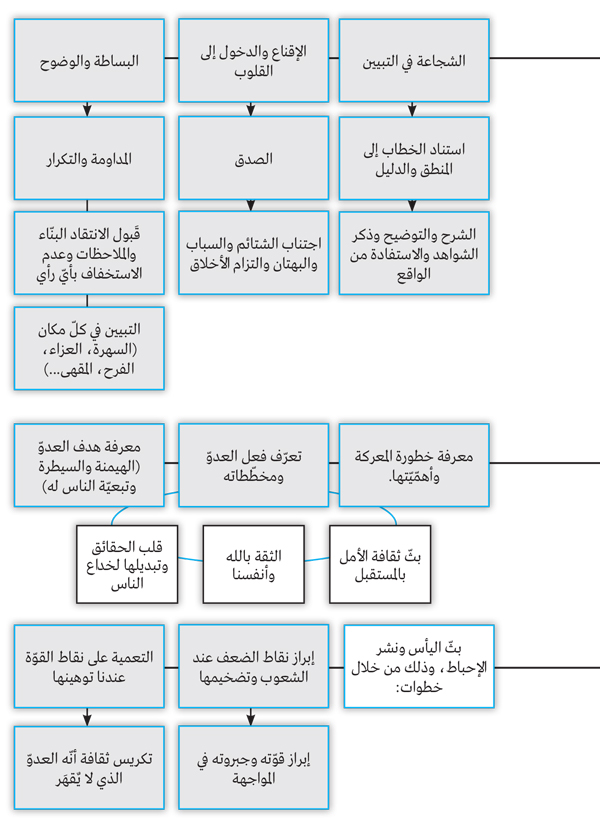 الشجاعة في التبيين
الإقناع والدخول إلى
القلوب
البساطة والوضوح
استناد الخطاب إلى
المنطق والدليل
الصدق
المداومة والتكرار
الشرح والتوضيح وذكر
الشواهد والاستفادة من
الواقع
اجتناب الشتائم والسباب
والبهتان والتزام الأخلاق
قَبول الانتقاد البنّاء
والملاحظات وعدم
الاستخفاف بأيّ رأي
التبيين في كلّ مكان
(السهرة، العزاء،
الفرح، المقهى...)
معرفة خطورة المعركة
وأهمّيّتها.
تعرّف فعل العدوّ
ومخطّطاته
معرفة هدف العدوّ
(الهيمنة والسيطرة
وتبعيّة الناس له)
بثّ ثقافة الأمل
بالمستقبل
الثقة بالله
وأنفسنا
قلب الحقائق
وتبديلها لخداع
الناس
بثّ اليأس ونشر
الإحباط، وذلك من خلال
خطوات:
إبراز نقاط الضعف عند
الشعوب وتضخيمها
التعمية على نقاط القوّة
عندنا توهينها
إبراز قوّته وجبروته في
المواجهة
تكريس ثقافة أنّه العدوّ
الذي لا يُقهَر